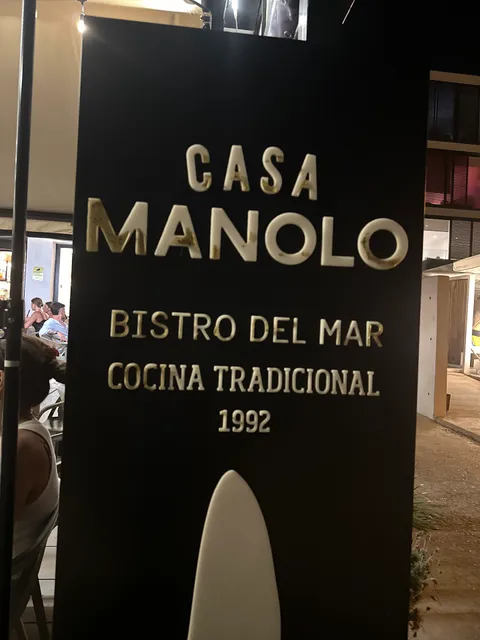 CASA
MANOLO
BISTRO DEL MAR
COCINA TRADICIONAL
1992